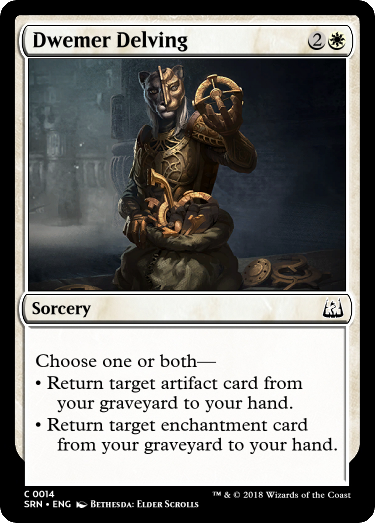 Dwemer Delving 2
Sorcery
Choose one or both—
• Return target artifact card from
your graveyard to your hand.
• Return target enchantment card
from your graveyard to your hand.
C 0014
SRN • ENG BETHESDA: ELDER SCROLLS
™ & © 2018 Wizards of the Coast